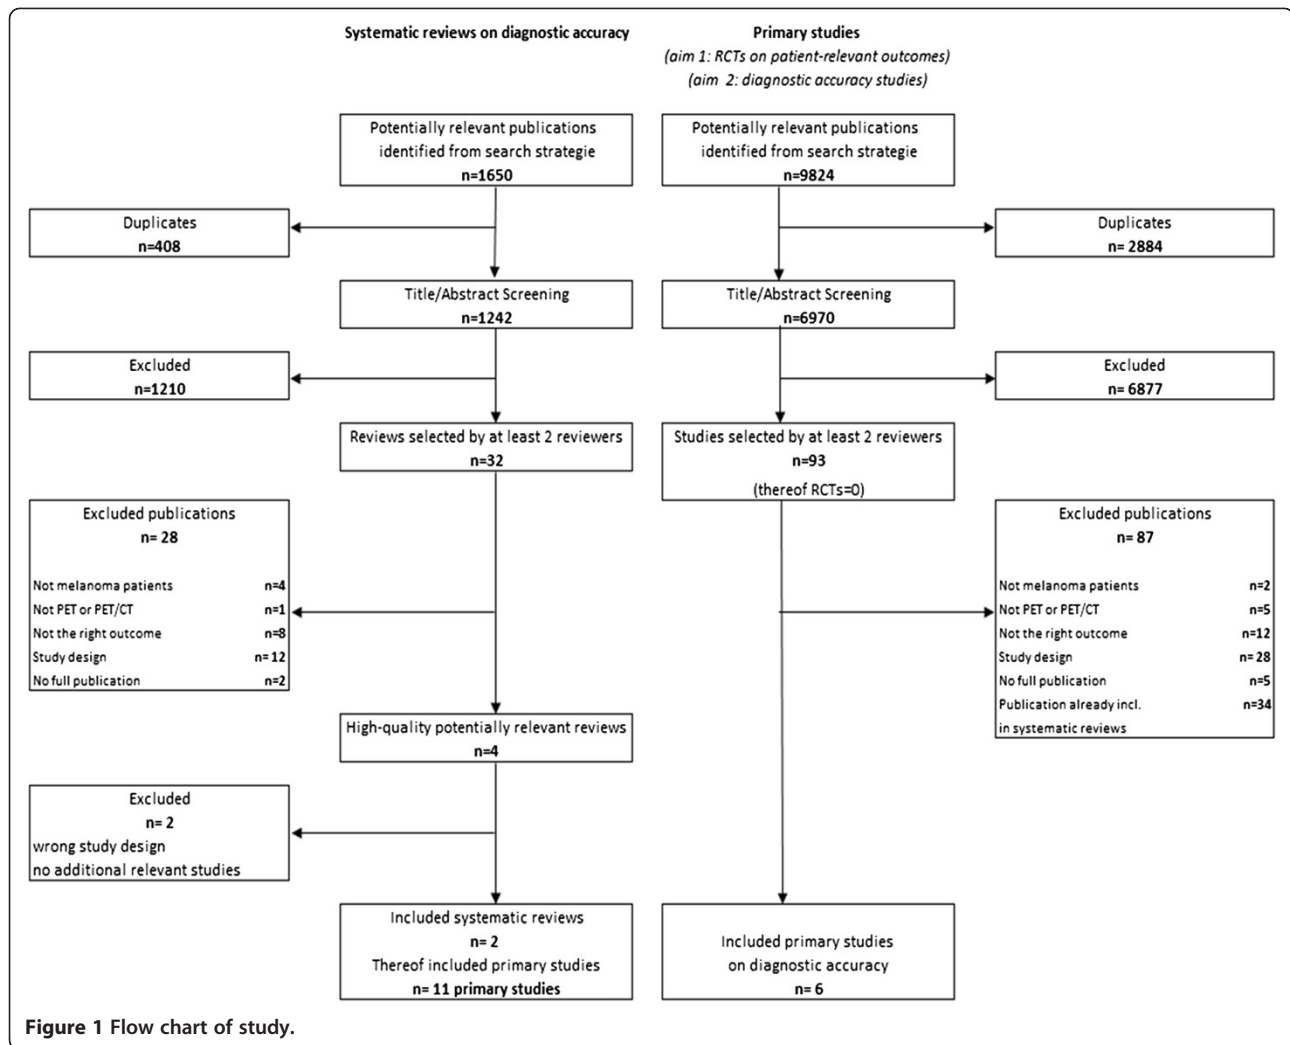 Systematic reviews on diagnostic accuracy
Primary studies
(aim 1: RCTs on patient-relevant outcomes)
(aim 2: diagnostic accuracy studies)
Potentially relevant publications
identified from search strategie
n=1650
Potentially relevant publications
identified from search strategie
n=9824
Duplicates
n=408
Duplicates
n= 2884
Title/Abstract Screening
n=1242
Title/Abstract Screening
n=6970
Excluded
n=1210
Excluded
n= 6877
Reviews selected by at least 2 reviewers
n=32
Studies selected by at least 2 reviewers
n=93
(thereof RCTs=0)
Excluded publications
n= 28
Not melanoma patients n=4
Not PET or PET/CT n=1
Not the right outcome n=8
Study design n= 12
No full publication n=2
Excluded publications
n= 87
Not melanoma patients n=2
Not PET or PET/CT n=5
Not the right outcome n=12
Study design n= 28
No full publication n=5
Publication already incl. n=34
in systematic reviews
High-quality potentially relevant reviews
n=4
Excluded
n= 2
wrong study design
no additional relevant studies
Included systematic reviews
n= 2
Thereof included primary studies
n= 11 primary studies
Included primary studies
on diagnostic accuracy
n= 6
Figure 1 Flow chart of study.